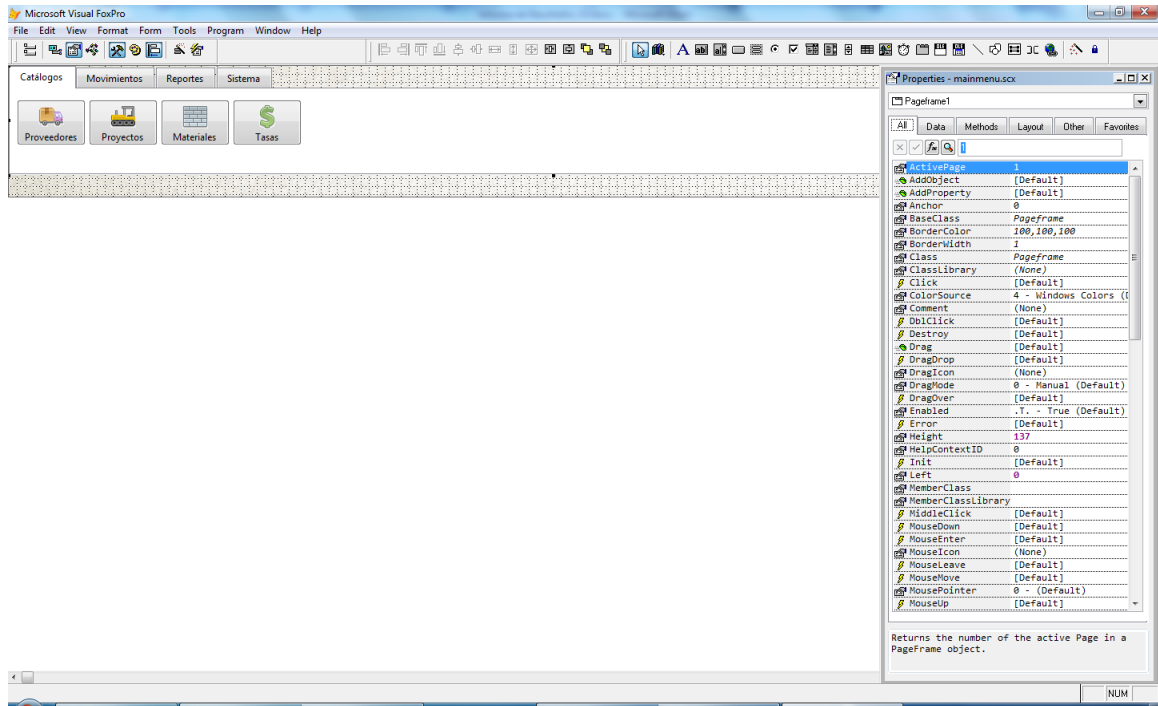 Microsoft Visual FoxPro
File Edit View Format Form Tools Program Window Help
Catálogos Movimientos Reportes Sistema
Proveedores Proyectos Materiales Tasas
Properties - mainmenu.scx
Pageframe1
All Data Methods Layout Other Favorites
1
ActivePage 1
AddObject [Default]
AddProperty [Default]
Anchor 0
BaseClass Pageframe
BorderColor 100,100,100
BorderWidth 1
Class Pageframe
ClassLibrary (None)
Click [Default]
ColorSource 4 - Windows Colors (D
Comment (None)
DblClick [Default]
Destroy [Default]
Drag [Default]
DragDrop [Default]
DragIcon (None)
DragMode 0 - Manual (Default)
DragOver [Default]
Enabled .T. - True (Default)
Error [Default]
Height 137
HelpContextID 0
Init [Default]
Left 0
MemberClass
MemberClassLibrary
MiddleClick [Default]
MouseDown [Default]
MouseEnter [Default]
MouseIcon (None)
MouseLeave [Default]
MouseMove [Default]
MousePointer 0 - (Default)
MouseUp [Default]
Returns the number of the active Page in a
PageFrame object.
NUM